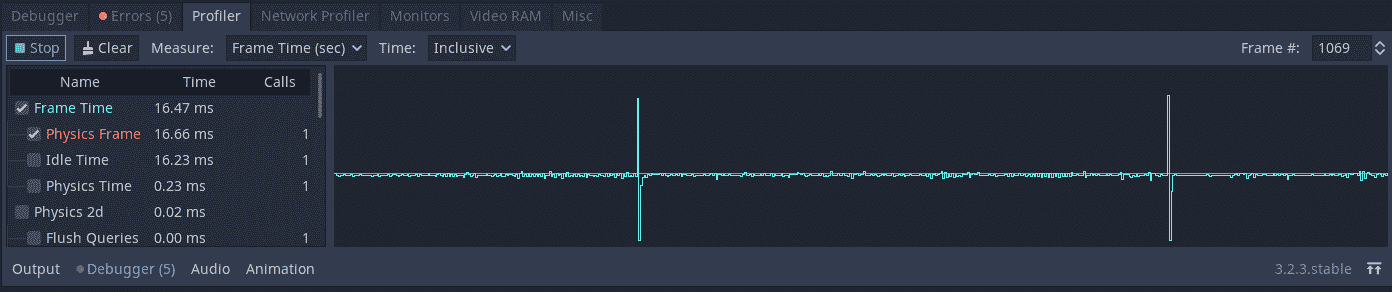 Debugger Errors (5) Profiler Network Profiler Monitors Video RAM Misc
Stop Clear Measure: Frame Time (sec) Time: Inclusive Frame #: 1069
Name Time Calls
Frame Time 16.47 ms
Physics Frame 16.66 ms 1
Idle Time 16.23 ms 1
Physics Time 0.23 ms 1
Physics 2d 0.02 ms
Flush Queries 0.00 ms 1
Output Debugger (5) Audio Animation 3.2.3.stable